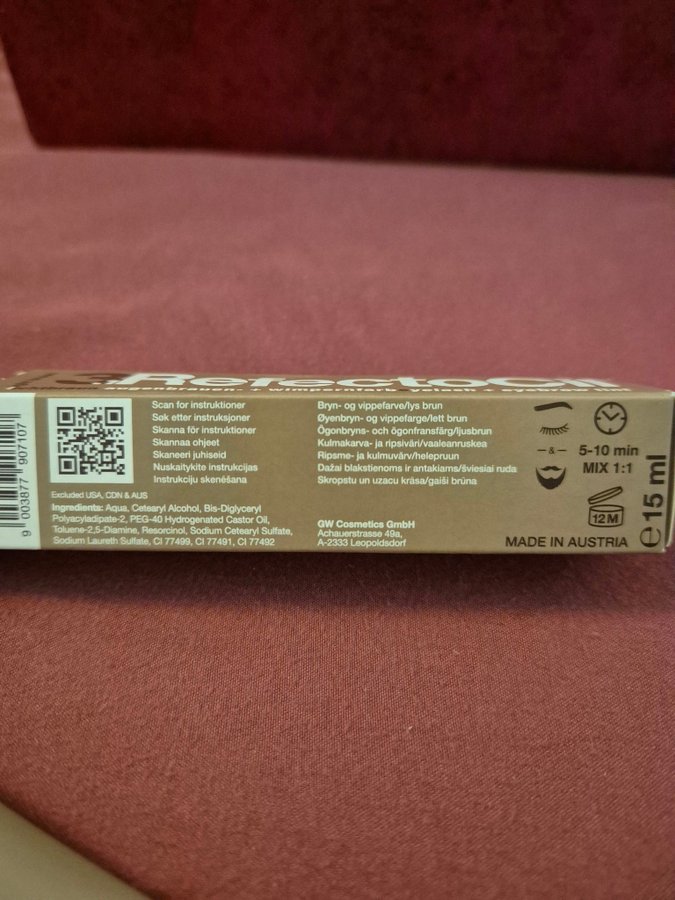 RefectoCil
augenbrauen- + wimpernfarbe
Scan for instruktioner
Søk etter instruksjoner
Skanna för instruktioner
Skannaa ohjeet
Skaneeri juhiseid
Nuskaitykite instrukcijas
Instrukciju skenēšana
Bryn- og vippefarve/lys brun
Øyenbryn- og vippefarge/lett brun
Ögonbryns- och ögonfransfärg/ljusbrun
Kulmakarva- ja ripsiväri/vaaleanruskea
Ripsme- ja kulmuvärv/helepruun
Dažai blakstienoms ir antakiams/šviesiai ruda
Skropstu un uzacu krāsa/gaiši brūna
&
5-10 min
MIX 1:1
12 M
e 15 ml
9 003877 907107
Excluded USA, CDN & AUS
Ingredients: Aqua, Cetearyl Alcohol, Bis-Diglyceryl
Polyacyladipate-2, PEG-40 Hydrogenated Castor Oil,
Toluene-2,5-Diamine, Resorcinol, Sodium Cetearyl Sulfate,
Sodium Laureth Sulfate, CI 77499, CI 77491, CI 77492
GW Cosmetics GmbH
Achauerstrasse 49a,
A-2333 Leopoldsdorf
MADE IN AUSTRIA